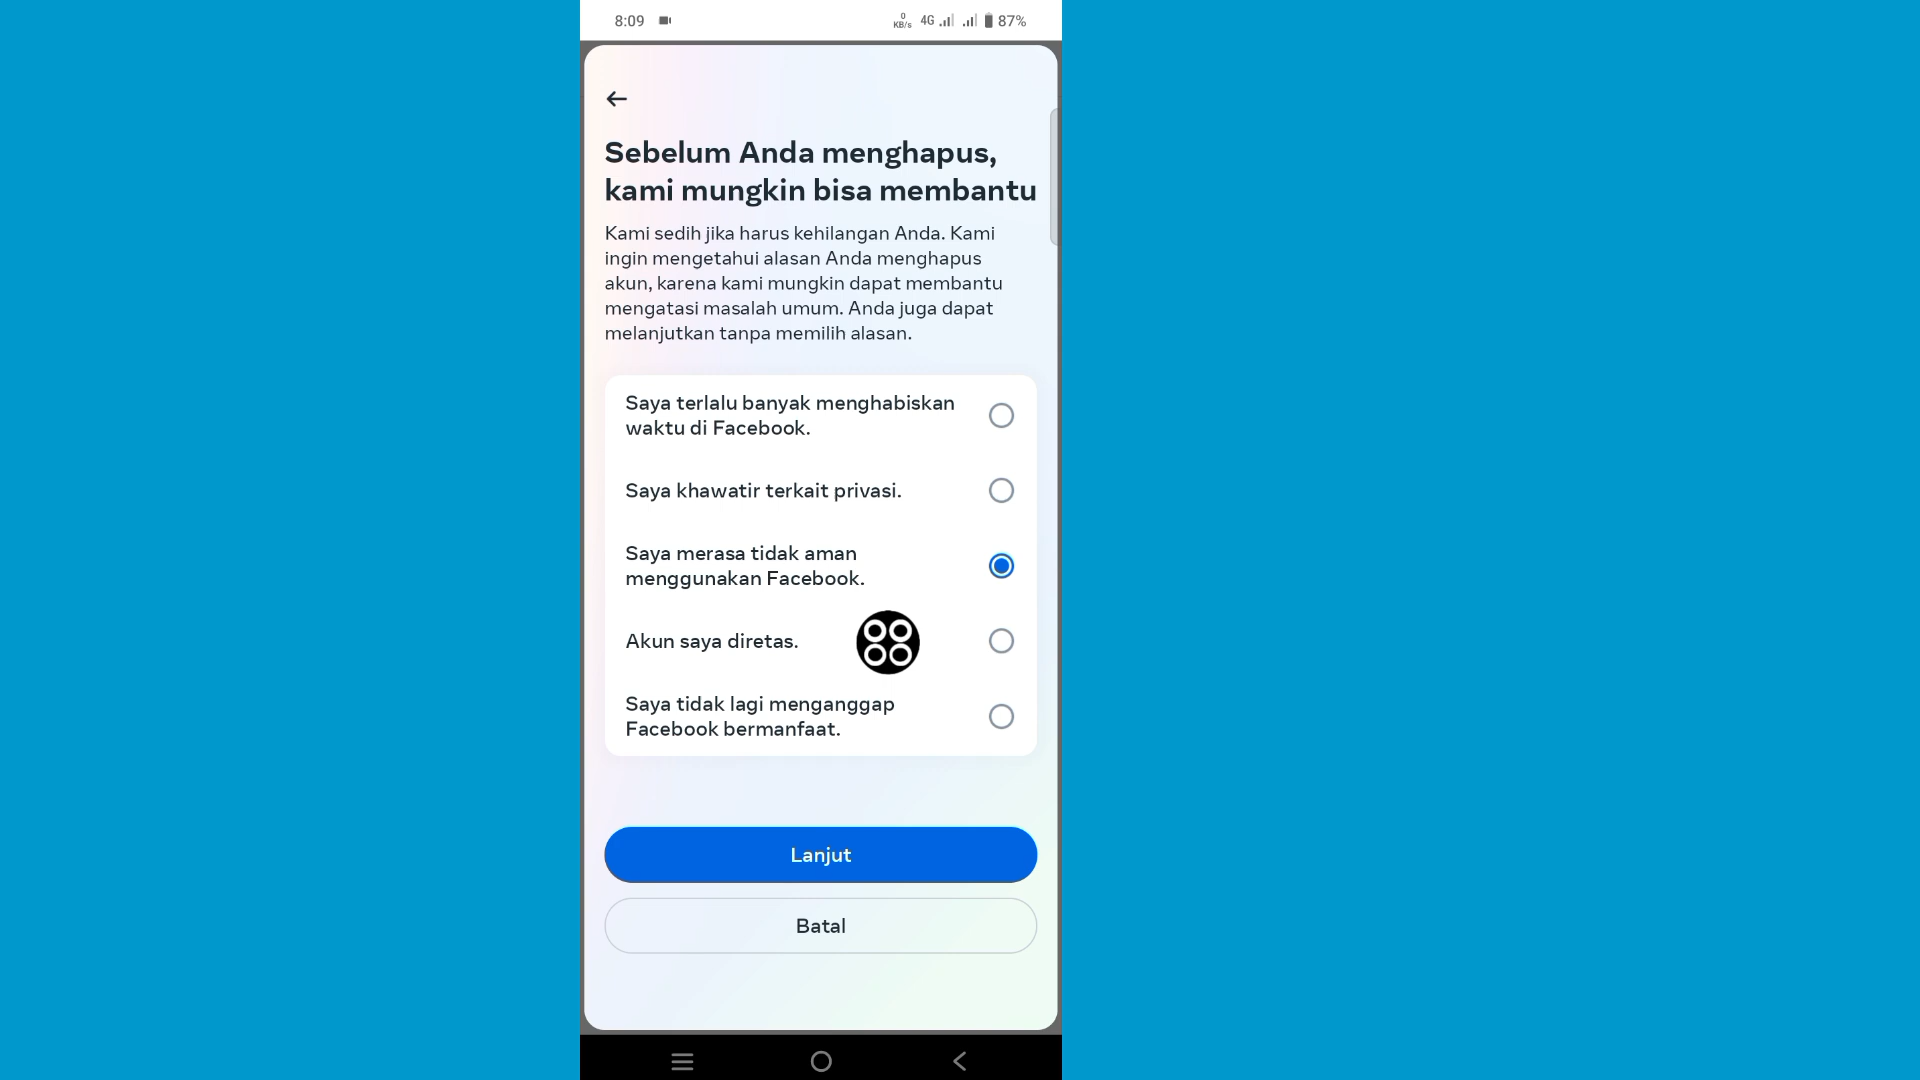 8:09
0
KB/s
4G
87%
Sebelum Anda menghapus,
kami mungkin bisa membantu
Kami sedih jika harus kehilangan Anda. Kami
ingin mengetahui alasan Anda menghapus
akun, karena kami mungkin dapat membantu
mengatasi masalah umum. Anda juga dapat
melanjutkan tanpa memilih alasan.
Saya terlalu banyak menghabiskan
waktu di Facebook.
Saya khawatir terkait privasi.
Saya merasa tidak aman
menggunakan Facebook.
Akun saya diretas.
Saya tidak lagi menganggap
Facebook bermanfaat.
Lanjut
Batal